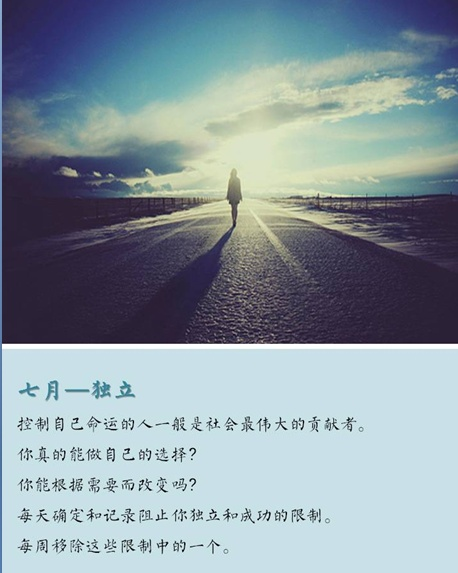 七月—独立
控制自己命运的人一般是社会最伟大的贡献者。
你真的能做自己的选择?
你能根据需要而改变吗?
每天确定和记录阻止你独立和成功的限制。
每周移除这些限制中的一个。